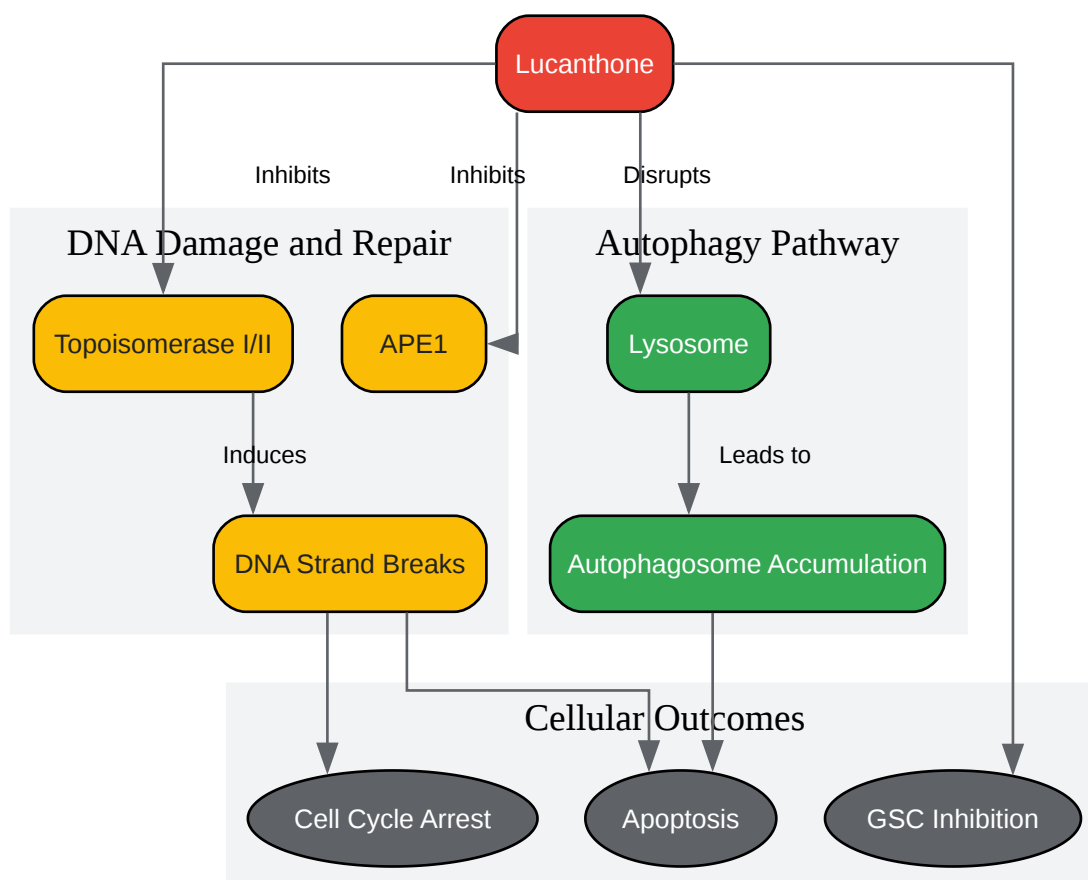 Lucanthone
Inhibits
Inhibits
Disrupts
DNA Damage and Repair
Autophagy Pathway
Topoisomerase I/II
APE1
Lysosome
Induces
Leads to
DNA Strand Breaks
Autophagosome Accumulation
Cellular Outcomes
Cell Cycle Arrest
Apoptosis
GSC Inhibition